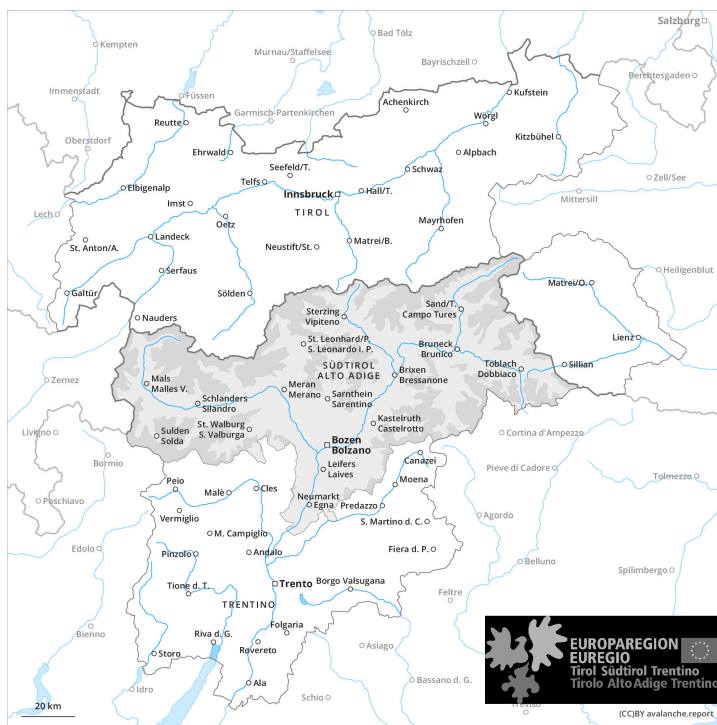 Salzburg
Kempten
Bad Tölz
Murnau/Staffelsee
Bayrischzell
Berchtesgaden
Immenstadt
Füssen
Kufstein
Achenkirch
Garmisch-Partenkirchen
Reutte
Wörgl
Kitzbühel
Oberstdorf
Ehrwald
Alpbach
Seefeld/T.
Schwaz
Zell/See
Telfs
Elbigenalp
Innsbruck
Hall/T.
Mittersill
Imst
TIROL
Lech
Oetz
Mayrhofen
Landeck
St. Anton/A.
Neustift/St.
Matrei/B.
Serfaus
Heiligenblut
Galtür
Sölden
Matrei/O.
Nauders
Sterzing
Vipiteno
Sand/T.
Campo Tures
Lienz
St. Leonhard/P.
S. Leonardo i. P.
Bruneck
Brunico
SÜDTIROL
ALTO ADIGE
Toblach
Dobbiaco
Sillian
Brixen
Bressanone
Zernez
Mals
Malles V.
Meran
Merano
Schlanders
Silandro
Sarnthein
Sarentino
St. Walburg
S. Valburga
Kastelruth
Castelrotto
Livigno
Sulden
Solda
Bozen
Bolzano
Cortina d'Ampezzo
Bormio
Canazei
Leifers
Laives
Pieve di Cadore
Tolmezzo
Peio
Malè
Cles
Moena
Poschiavo
Neumarkt
Egna
Predazzo
Vermiglio
S. Martino d. C.
Agordo
M. Campiglio
Edolo
Pinzolo
Andalo
Fiera d. P.
Belluno
Spilimbergo
Tione d. T.
Trento
Borgo Valsugana
Feltre
TRENTINO
Bienno
Riva d. G.
Folgaria
Rovereto
Asiago
Storo
Ala
Idro
Schio
Bassano d. G.
Treviso
EUROPAREGION
EUREGIO
Tirol Südtirol Trentino
Tirolo Alto Adige Trentino
20 km
(CC)BY avalanche.report